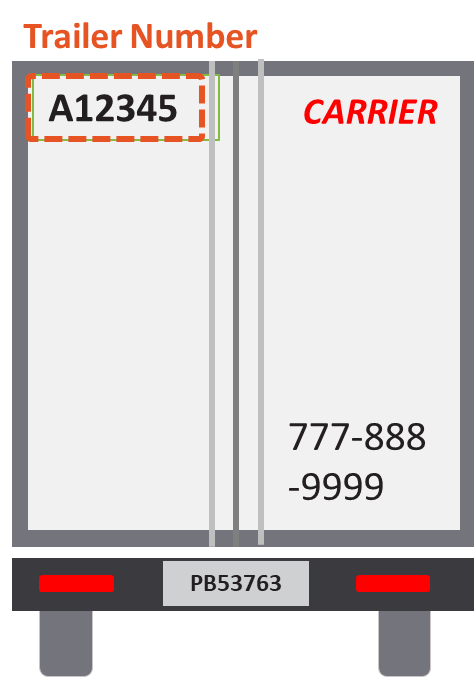 Trailer Number
A12345
CARRIER
777-888
-9999
PB53763